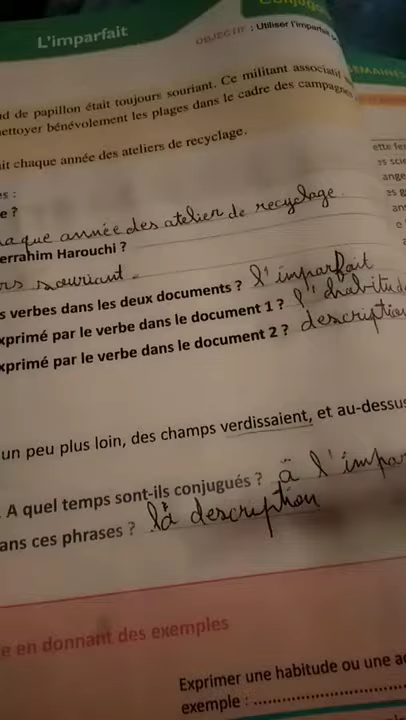 L'imparfait
OBJECTIF : Utiliser l'imparfait
d de papillon était toujours souriant. Ce militant associatif
nettoyer bénévolement les plages dans le cadre des campagnes
it chaque année des ateliers de recyclage.
es :
e ?
aque année des atelier de recyclage
errahim Harouchi ?
rs souriant.
s verbes dans les deux documents ? l'imparfait
xprimé par le verbe dans le document 1 ? l'habitude
xprimé par le verbe dans le document 2 ? description
un peu plus loin, des champs verdissaient, et au-dessus
. A quel temps sont-ils conjugués ? à l'impar
ans ces phrases ? la description
e en donnant des exemples
Exprimer une habitude ou une a
exemple :